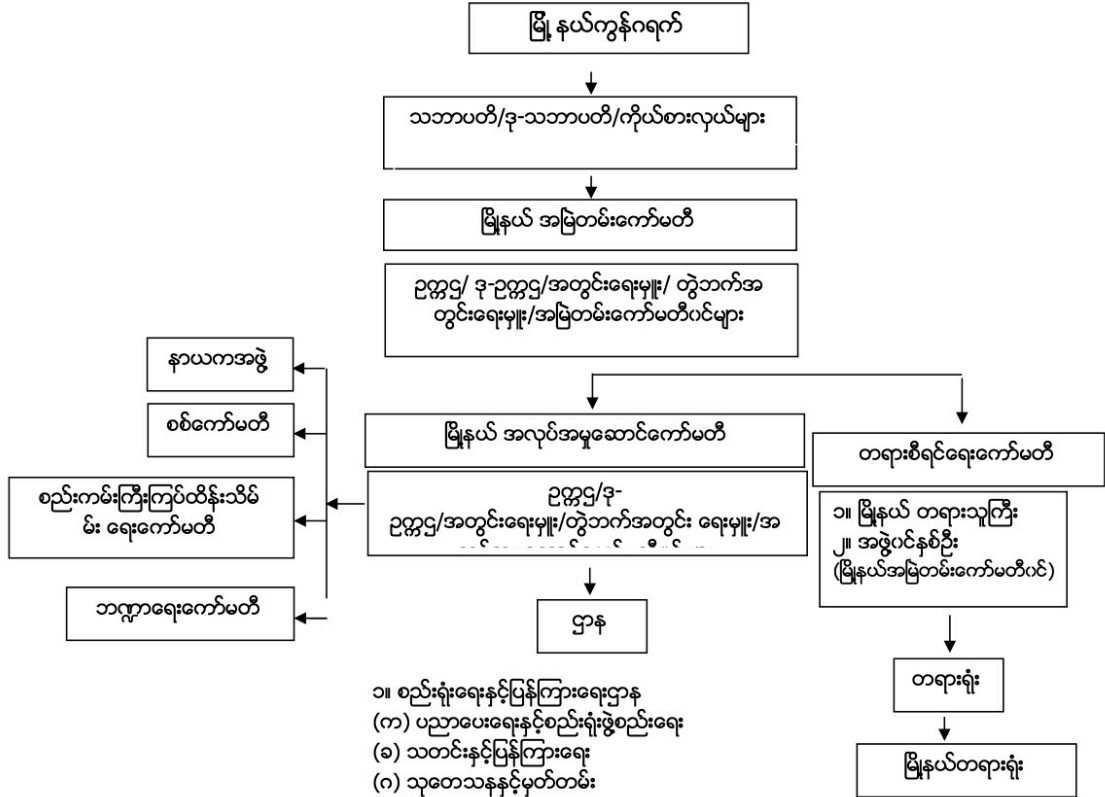 မြို့ နယ်ကွန်ဂရက်
သဘာပတိ/ဒု-သဘာပတိ/ကိုယ်စားလှယ်များ
မြို့နယ် အမြဲတမ်းကော်မတီ
ဥက္ကဌ/ ဒု-ဥက္ကဌ/အတွင်းရေးမှူး/ တွဲဘက်အ
တွင်းရေးမှူး/အမြဲတမ်းကော်မတီဝင်များ
နာယကအဖွဲ့
စစ်ကော်မတီ
စည်းကမ်းကြီးကြပ်ထိန်းသိမ်
မ်း ရေးကော်မတီ
ဘဏ္ဍာရေးကော်မတီ
မြို့နယ် အလုပ်အမှုဆောင်ကော်မတီ
ဥက္ကဌ/ဒု-
ဥက္ကဌ/အတွင်းရေးမှူး/တွဲဘက်အတွင်း ရေးမှူး/အ
ဌာန
၁။ စည်းရုံးရေးနှင့်ပြန်ကြားရေးဌာန
(က) ပညာပေးရေးနှင့်စည်းရုံးဖွဲ့စည်းရေး
(ခ) သတင်းနှင့်ပြန်ကြားရေး
(ဂ) သုတေသနနှင့်မှတ်တမ်း
တရားစီရင်ရေးကော်မတီ
၁။ မြို့နယ် တရားသူကြီး
၂။ အဖွဲ့ဝင်နှစ်ဦး
(မြို့နယ်အမြဲတမ်းကော်မတီဝင်)
တရားရုံး
မြို့နယ်တရားရုံး